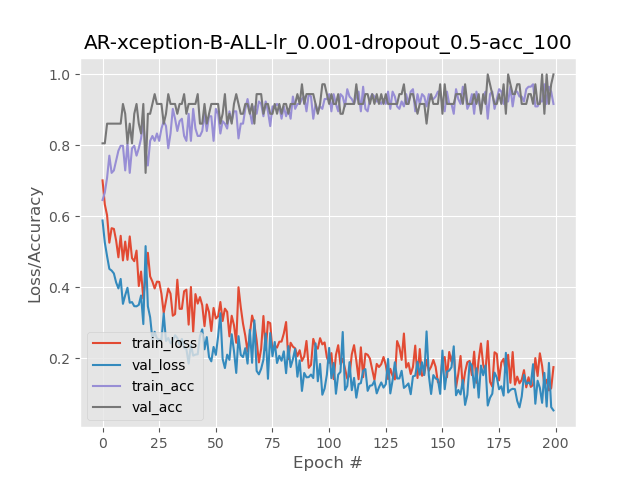 AR-xception-B-ALL-lr_0.001-dropout_0.5-acc_100
1.0
0.8
0.6
0.4
0.2
Loss/Accuracy
train_loss
val_loss
train_acc
val_acc
0 25 50 75 100 125 150 175 200
Epoch #